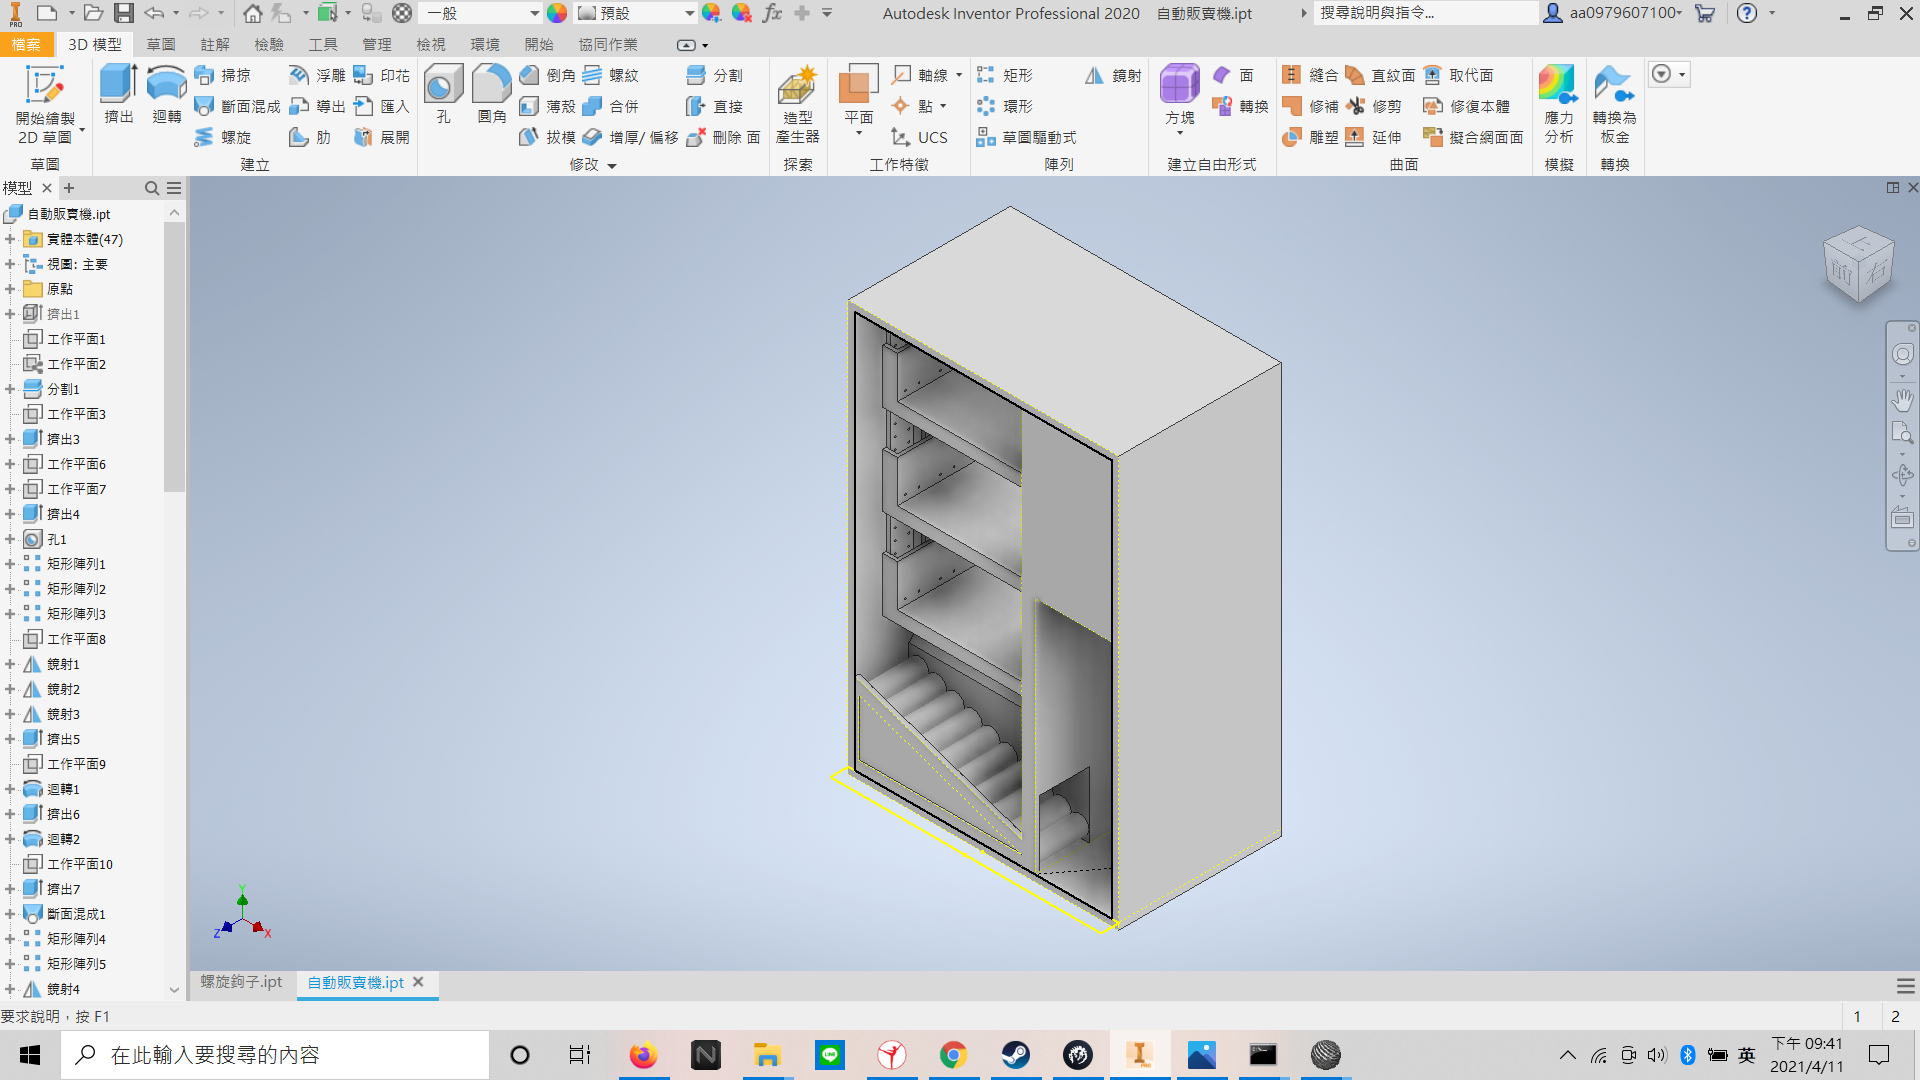 PRO
一般
預設
fx
Autodesk Inventor Professional 2020 自動販賣機.ipt
搜尋說明與指令...
aa0979607100
檔案 3D 模型 草圖 註解 檢驗 工具 管理 檢視 環境 開始 協同作業
開始繪製
2D 草圖
草圖
擠出 迴轉
掃掠 浮雕 印花
斷面混成 導出 匯入
螺旋 肋 展開
建立
孔 圓角
倒角 螺紋 分割
薄殼 合併 直接
拔模 增厚/ 偏移 刪除 面
修改
造型
產生器
探索
平面
軸線
點
UCS
工作特徵
矩形 鏡射
環形
草圖驅動式
陣列
方塊
面
轉換
建立自由形式
縫合 直紋面 取代面
修補 修剪 修復本體
雕塑 延伸 擬合網面面
曲面
應力
分析
模擬
轉換為
板金
轉換
模型
自動販賣機.ipt
實體本體(47)
視圖: 主要
原點
擠出1
工作平面1
工作平面2
分割1
工作平面3
擠出3
工作平面6
工作平面7
擠出4
孔1
矩形陣列1
矩形陣列2
矩形陣列3
工作平面8
鏡射1
鏡射2
鏡射3
擠出5
工作平面9
迴轉1
擠出6
迴轉2
工作平面10
擠出7
斷面混成1
矩形陣列4
矩形陣列5
鏡射4
上
前 右
Y
Z X
螺旋鉤子.ipt 自動販賣機.ipt
要求說明，按 F1
1 2
在此輸入要搜尋的內容
LINE
PRO
英
下午 09:41
2021/4/11